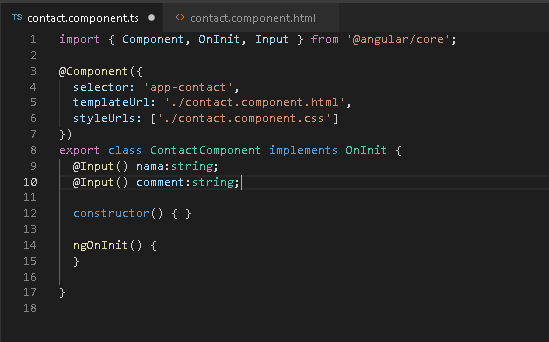 TS contact.component.ts
<> contact.component.html
1 import { Component, OnInit, Input } from '@angular/core';
2
3 @Component({
4 selector: 'app-contact',
5 templateUrl: './contact.component.html',
6 styleUrls: ['./contact.component.css']
7 })
8 export class ContactComponent implements OnInit {
9 @Input() nama:string;
10 @Input() comment:string;
11
12 constructor() { }
13
14 ngOnInit() {
15 }
16
17 }
18